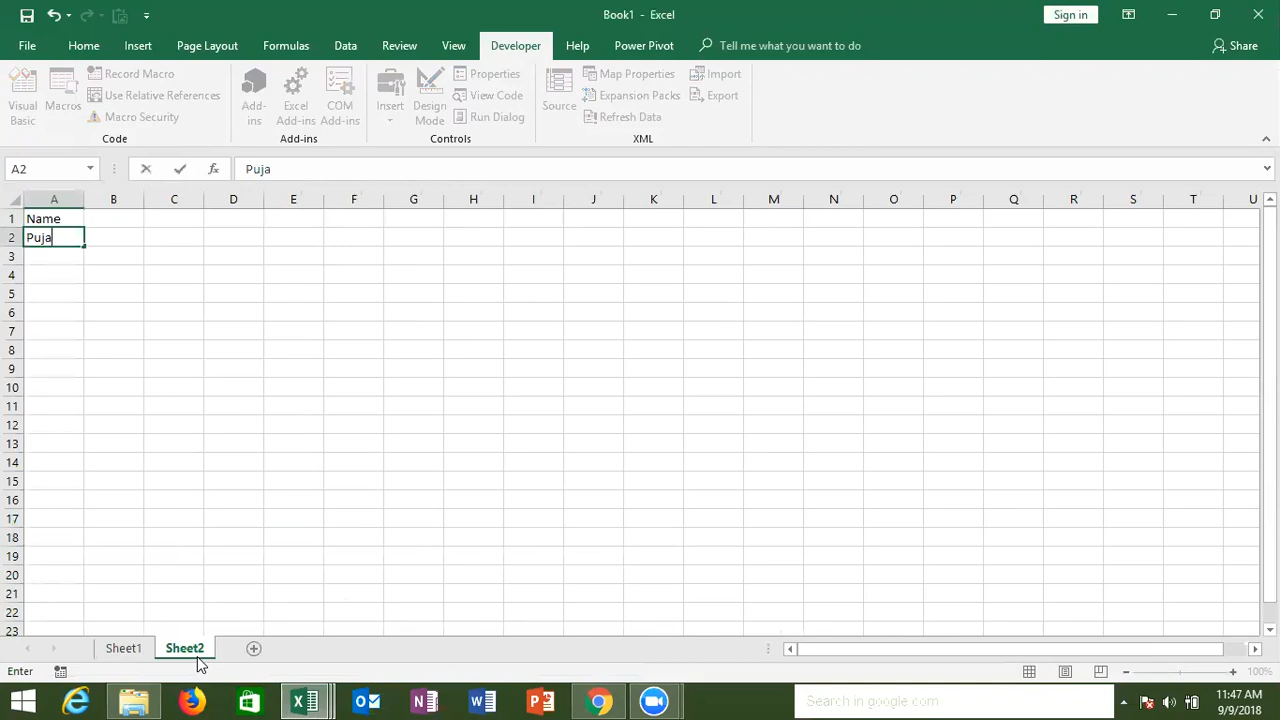 Book1 - Excel
Sign in
File Home Insert Page Layout Formulas Data Review View Developer Help Power Pivot Tell me what you want to do Share
Visual Basic
Macros
Record Macro
Use Relative References
Macro Security
Code
Add-ins
Excel Add-ins
COM Add-ins
Add-ins
Insert
Design Mode
Properties
View Code
Run Dialog
Controls
Source
Map Properties
Expansion Packs
Refresh Data
Import
Export
XML
A2 fx Puja
A B C D E F G H I J K L M N O P Q R S T U
1 Name
2 Puja
3
4
5
6
7
8
9
10
11
12
13
14
15
16
17
18
19
20
21
22
23
Sheet1 Sheet2
Enter 100%
Search in google.com
11:47 AM
9/9/2018